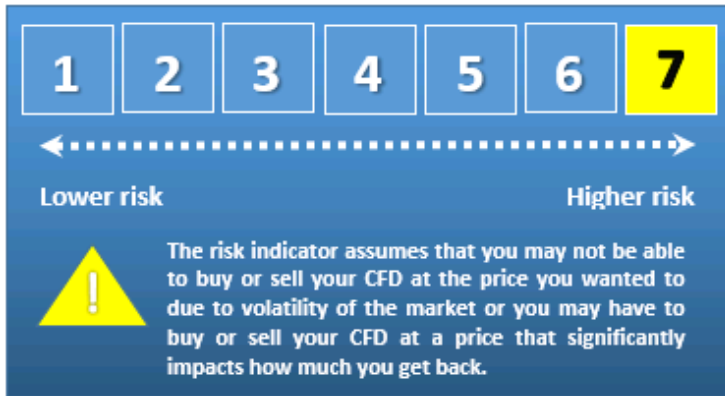 1 2 3 4 5 6 7
Lower risk Higher risk
!
The risk indicator assumes that you may not be able
to buy or sell your CFD at the price you wanted to
due to volatility of the market or you may have to
buy or sell your CFD at a price that significantly
impacts how much you get back.